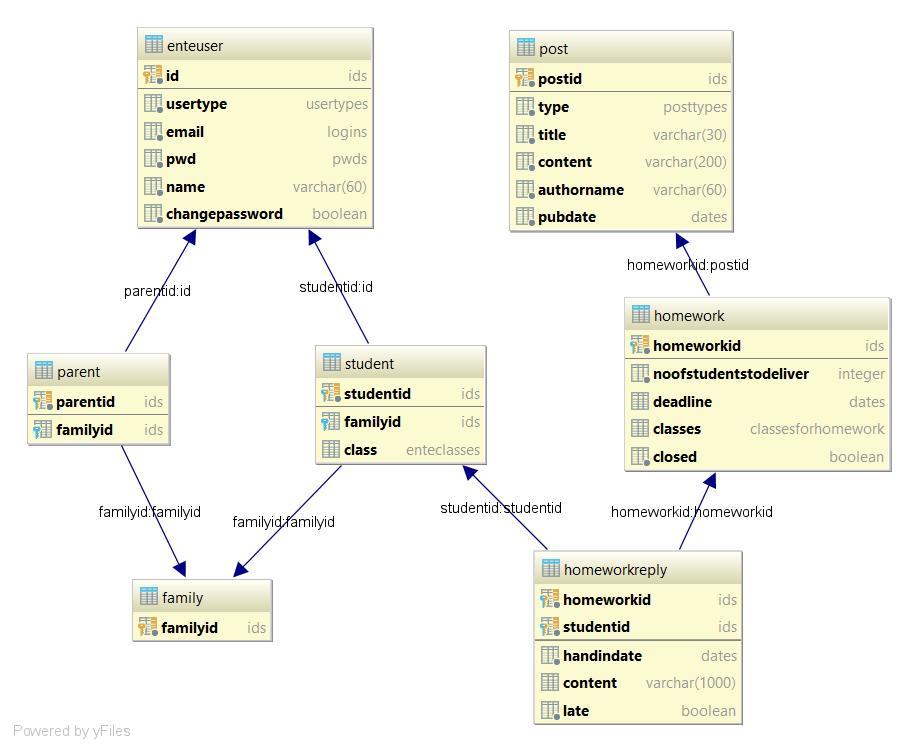 enteuser
id ids
usertype usertypes
email logins
pwd pwds
name varchar(60)
changepassword boolean
post
postid ids
type posttypes
title varchar(30)
content varchar(200)
authorname varchar(60)
pubdate dates
parentid:id
studentid:id
homeworkid:postid
parent
parentid ids
familyid ids
student
studentid ids
familyid ids
class enteclasses
homework
homeworkid ids
noofstudentstodeliver integer
deadline dates
classes classesforhomework
closed boolean
familyid:familyid
familyid:familyid
studentid:studentid
homeworkid:homeworkid
family
familyid ids
homeworkreply
homeworkid ids
studentid ids
handindate dates
content varchar(1000)
late boolean
Powered by yFiles